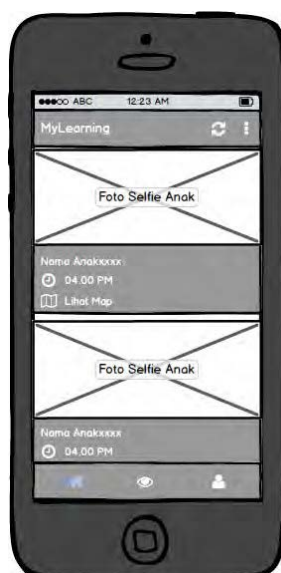 ABC 12:23 AM
MyLearning
Foto Selfie Anak
Nama Anakxxxx
04.00 PM
Lihat Map
Foto Selfie Anak
Nama Anakxxxx
04.00 PM